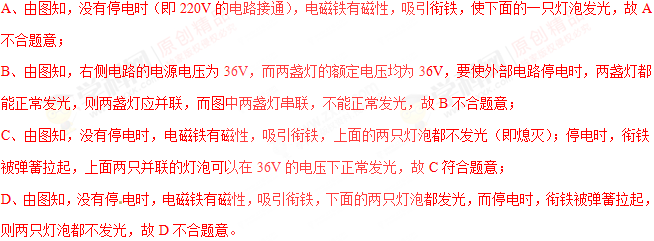 A、由图知，没有停电时（即 220V 的电路接通），电磁铁有磁性，吸引衔铁，使下面的一只灯泡发光，故 A
不合题意；
B、由图知，右侧电路的电源电压为 36V，而两盏灯的额定电压均为 36V，要使外部电路停电时，两盏灯都
能正常发光，则两盏灯应并联，而图中两盏灯串联，不能正常发光，故 B 不合题意；
C、由图知，没有停电时，电磁铁有磁性，吸引衔铁，上面的两只灯泡都不发光（即熄灭）；停电时，衔铁
被弹簧拉起，上面两只并联的灯泡可以在 36V 的电压下正常发光，故 C 符合题意；
D、由图知，没有停电时，电磁铁有磁性，吸引衔铁，下面的两只灯泡都发光，而停电时，衔铁被弹簧拉起，
则两只灯泡都不发光，故 D 不合题意。